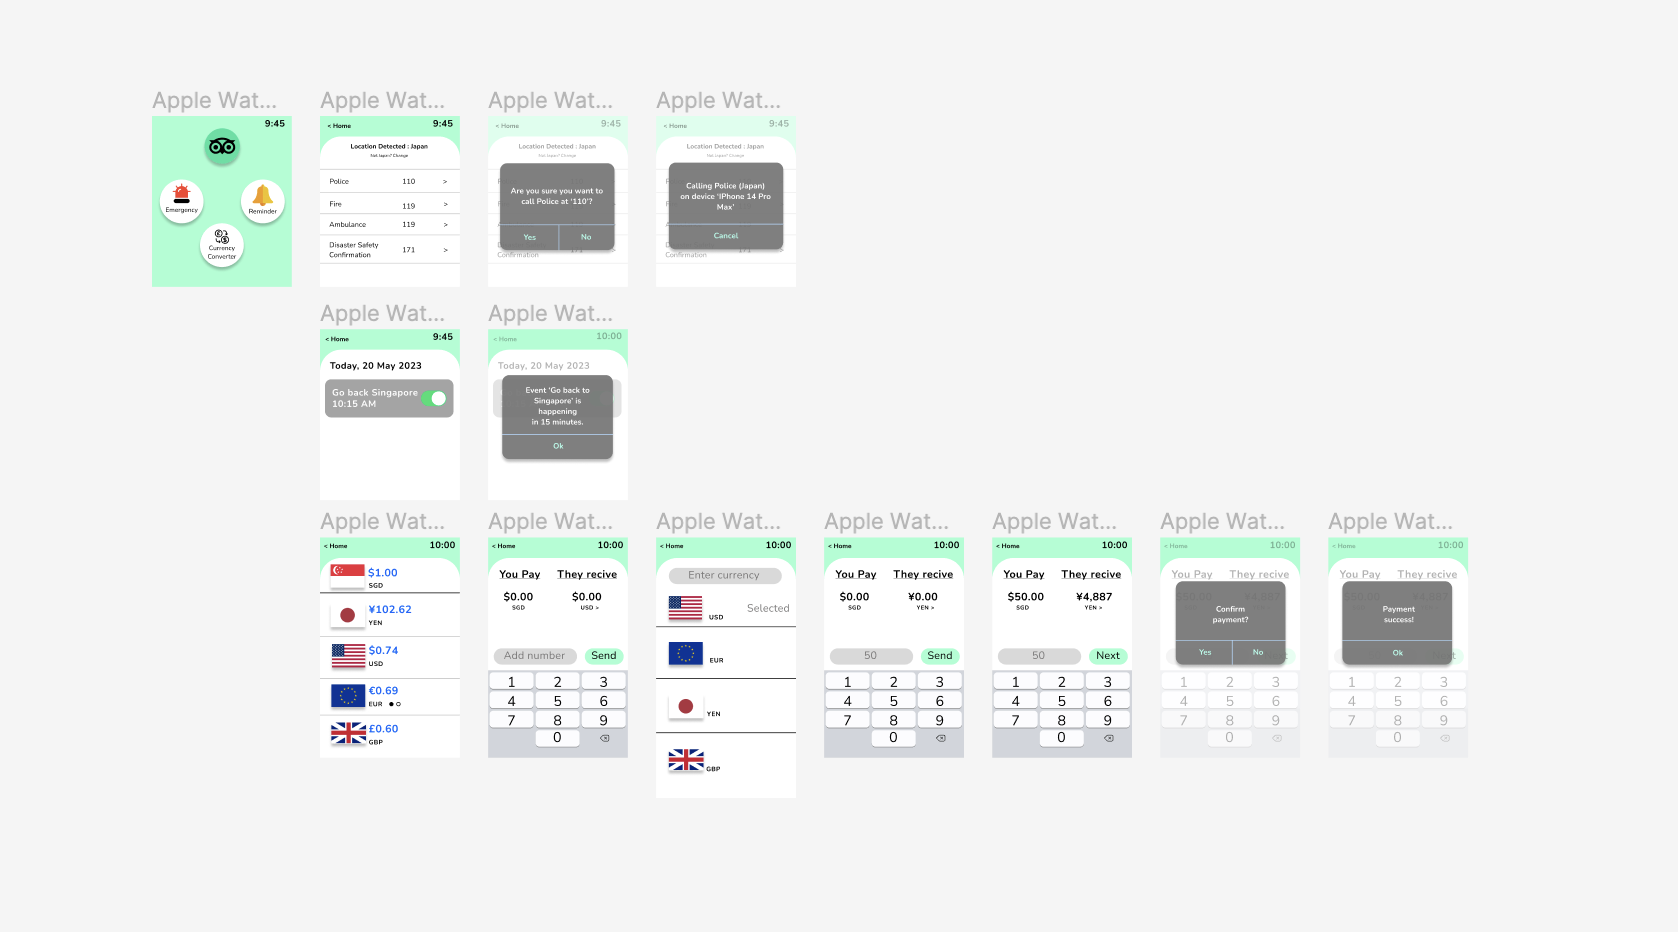 Apple Wat...
9:45
Emergency
Reminder
Currency
Converter
Apple Wat...
< Home
9:45
Location Detected : Japan
Not Japan? Change
Police 110 >
Fire 119 >
Ambulance 119 >
Disaster Safety
Confirmation 171 >
Apple Wat...
< Home
9:45
Location Detected : Japan
Not Japan? Change
Are you sure you want to
call Police at '110'?
Yes No
Confirmation
Apple Wat...
< Home
9:45
Location Detected : Japan
Not Japan? Change
Calling Police (Japan)
on device 'IPhone 14 Pro
Max'
Cancel
Confirmation
Apple Wat...
< Home
9:45
Today, 20 May 2023
Go back Singapore
10:15 AM
Apple Wat...
< Home
10:00
Today, 20 May 2023
Event 'Go back to
Singapore' is
happening
in 15 minutes.
Ok
Apple Wat...
< Home
10:00
$1.00
SGD
¥102.62
YEN
$0.74
USD
€0.69
EUR
£0.60
GBP
Apple Wat...
< Home
10:00
You Pay They recive
$0.00 $0.00
SGD USD >
Add number Send
1 2 3
4 5 6
7 8 9
0
Apple Wat...
< Home
10:00
Enter currency
USD Selected
EUR
YEN
GBP
Apple Wat...
< Home
10:00
You Pay They recive
$0.00 ¥0.00
SGD YEN >
50 Send
1 2 3
4 5 6
7 8 9
0
Apple Wat...
< Home
10:00
You Pay They recive
$50.00 ¥4,887
SGD YEN >
50 Next
1 2 3
4 5 6
7 8 9
0
Apple Wat...
< Home
10:00
You Pay They recive
Confirm
payment?
Yes No
1 2 3
4 5 6
7 8 9
0
Apple Wat...
< Home
10:00
You Pay They recive
Payment
success!
Ok
1 2 3
4 5 6
7 8 9
0